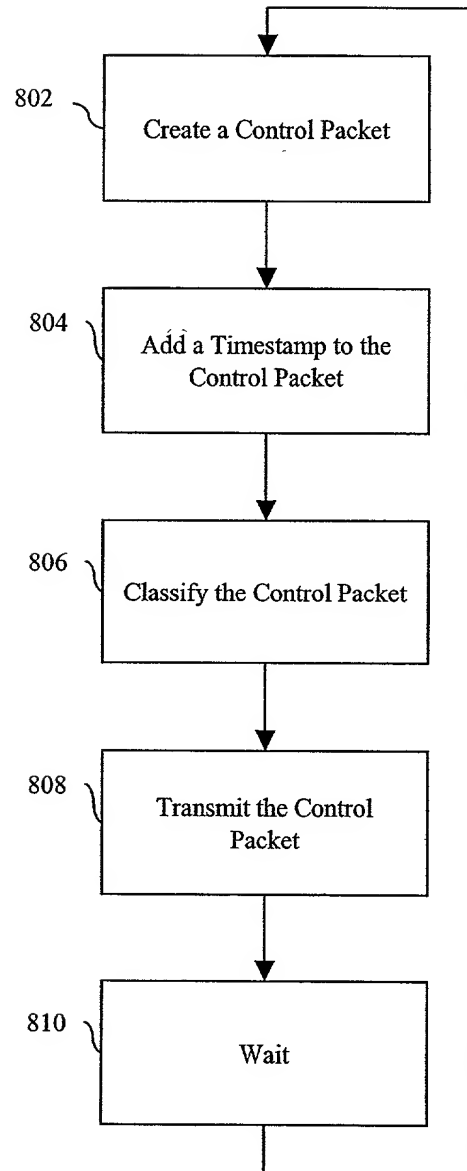 802
Create a Control Packet
804
Add a Timestamp to the
Control Packet
806
Classify the Control Packet
808
Transmit the Control
Packet
810
Wait